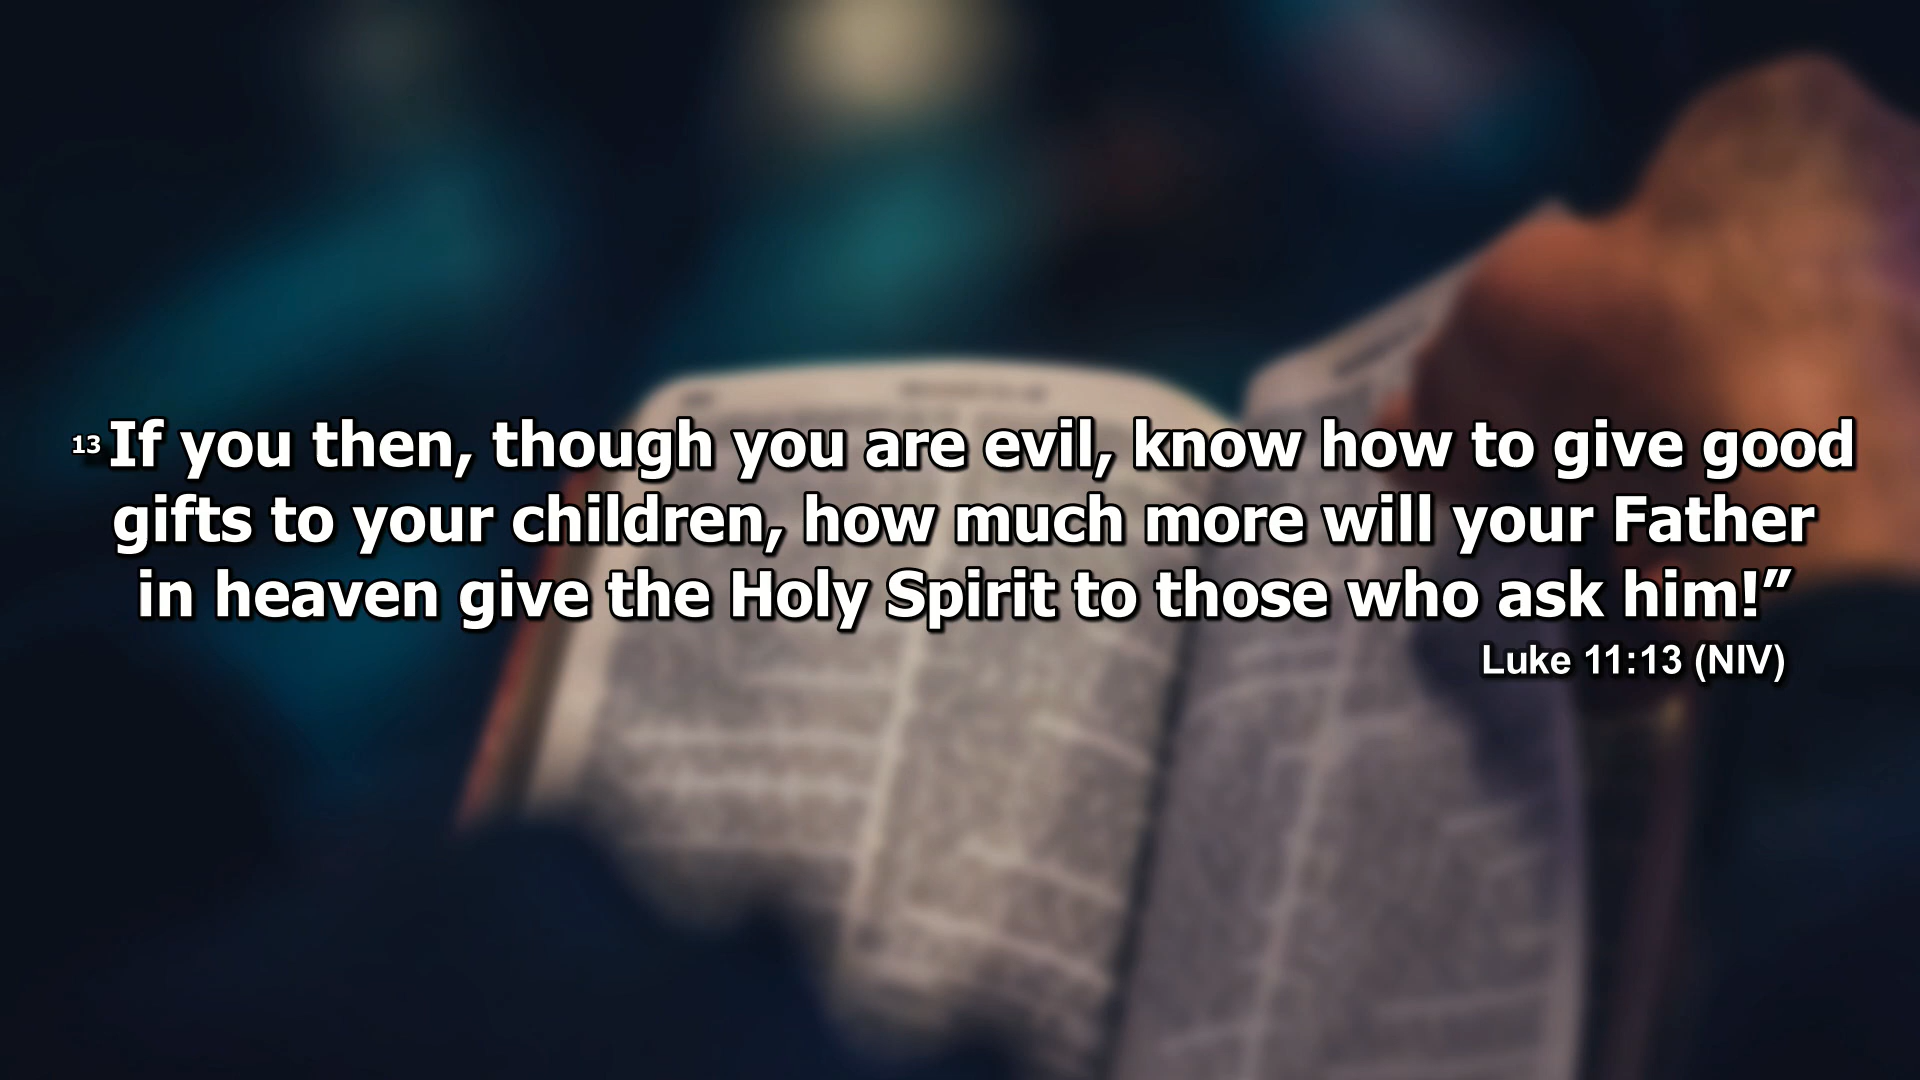 13 If you then, though you are evil, know how to give good
gifts to your children, how much more will your Father
in heaven give the Holy Spirit to those who ask him!”
Luke 11:13 (NIV)